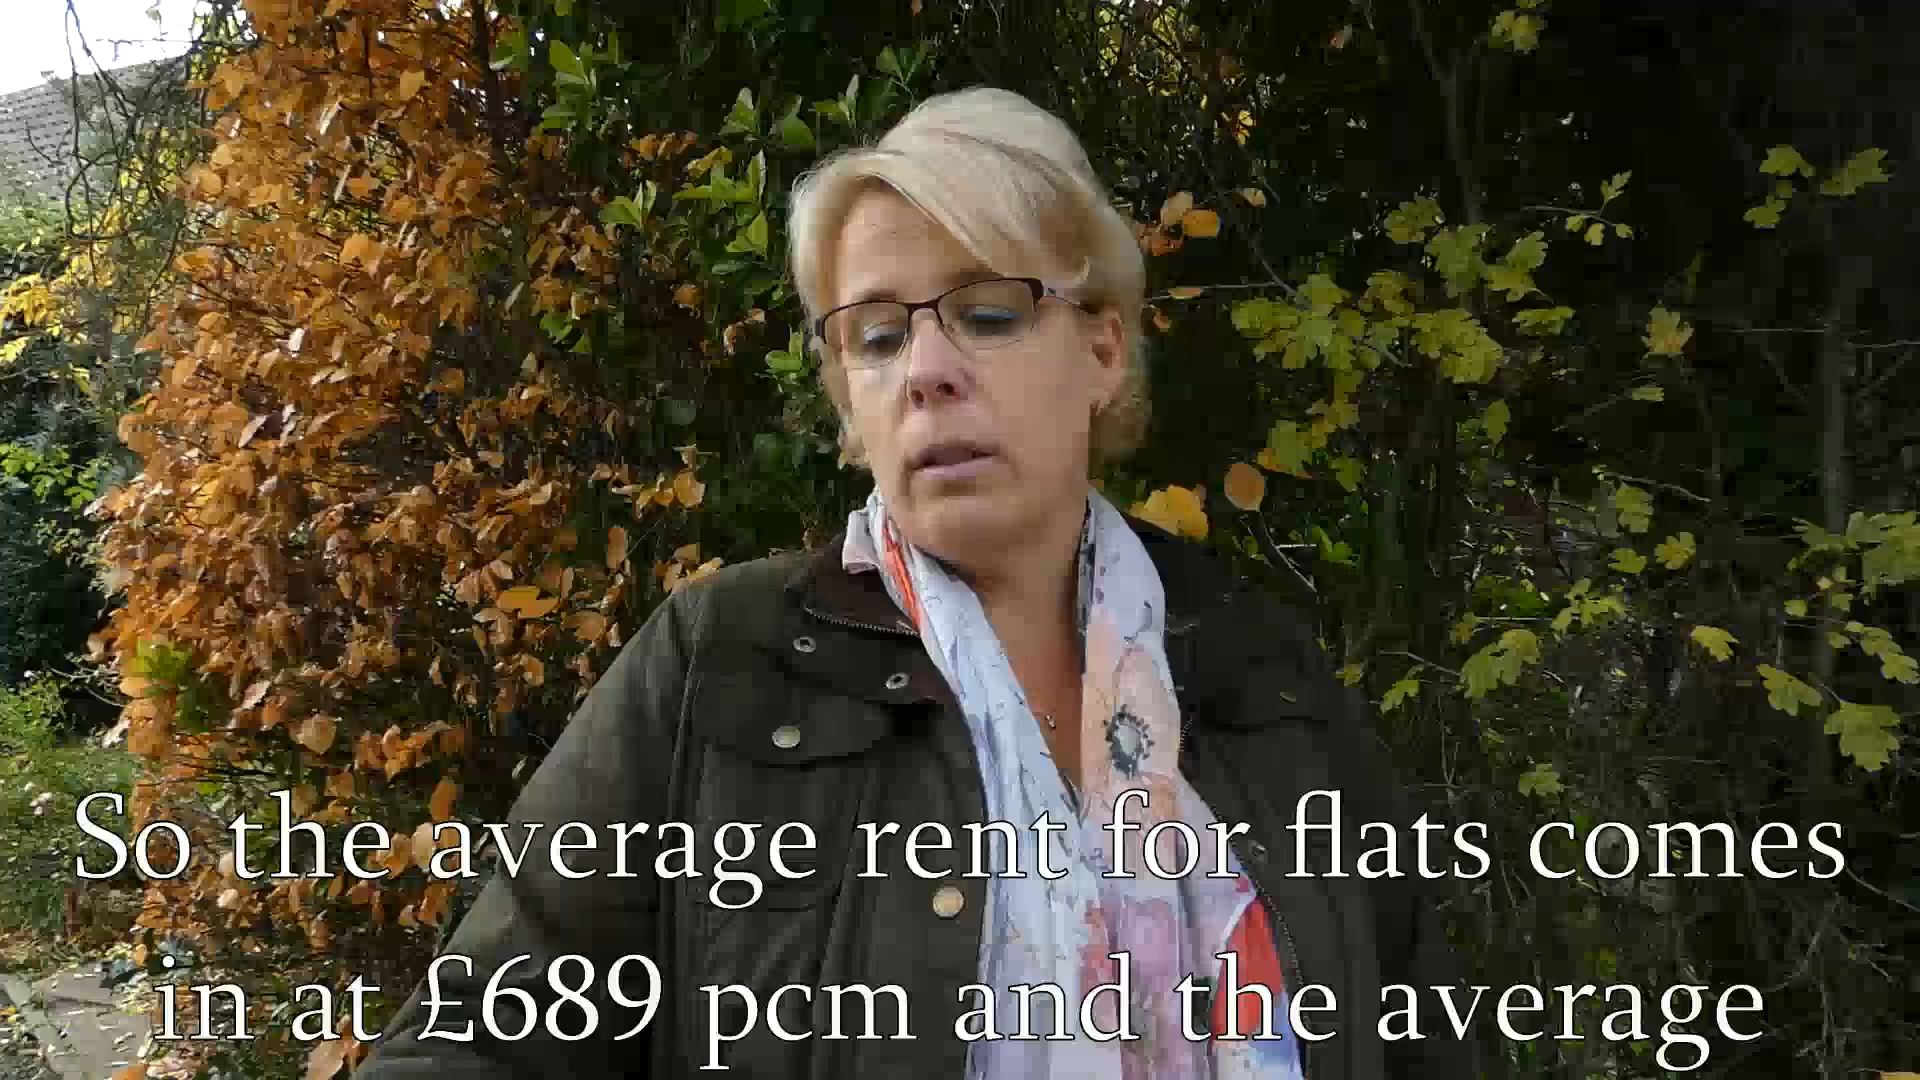 So the average rent for flats comes
in at £689 pcm and the average